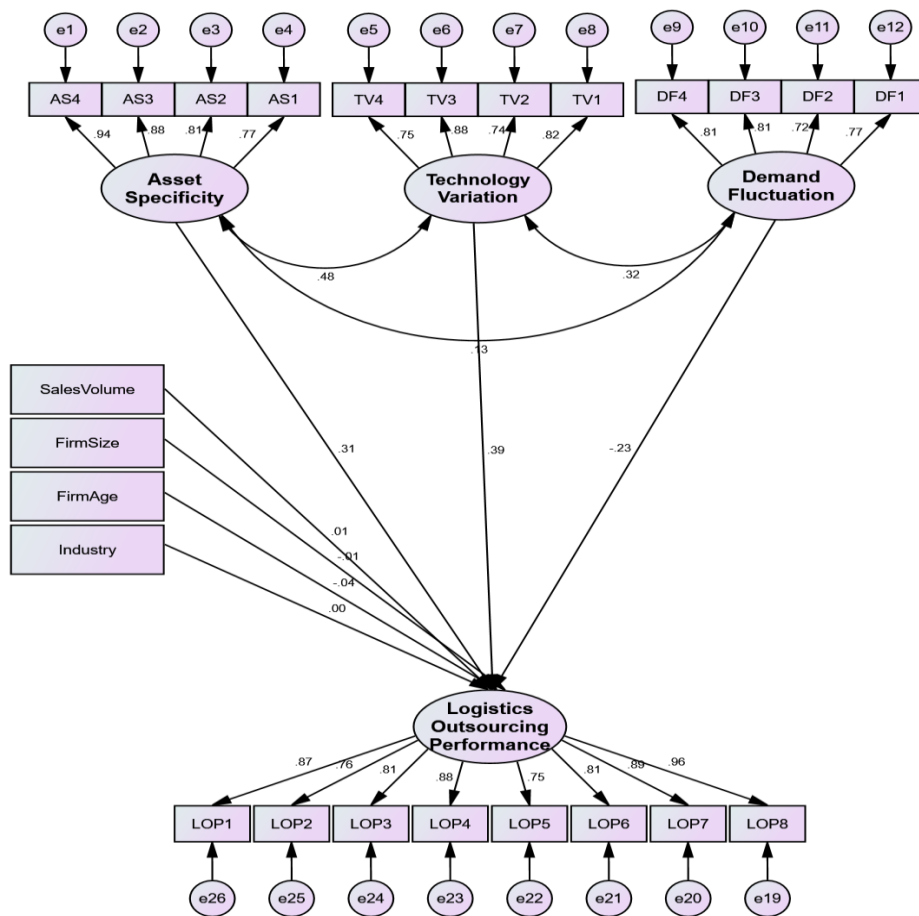 e1 e2 e3 e4 e5 e6 e7 e8 e9 e10 e11 e12
AS4 AS3 AS2 AS1 TV4 TV3 TV2 TV1 DF4 DF3 DF2 DF1
.94 .88 .81 .77 .75 .88 .74 .82 .81 .81 .72 .77
Asset
Specificity
Technology
Variation
Demand
Fluctuation
.48 .32
.13
SalesVolume
FirmSize
FirmAge
Industry
.31 .39 -.23
.01
-.01
-.04
.00
Logistics
Outsourcing
Performance
.87 .76 .81 .88 .75 .81 .89 .96
LOP1 LOP2 LOP3 LOP4 LOP5 LOP6 LOP7 LOP8
e26 e25 e24 e23 e22 e21 e20 e19